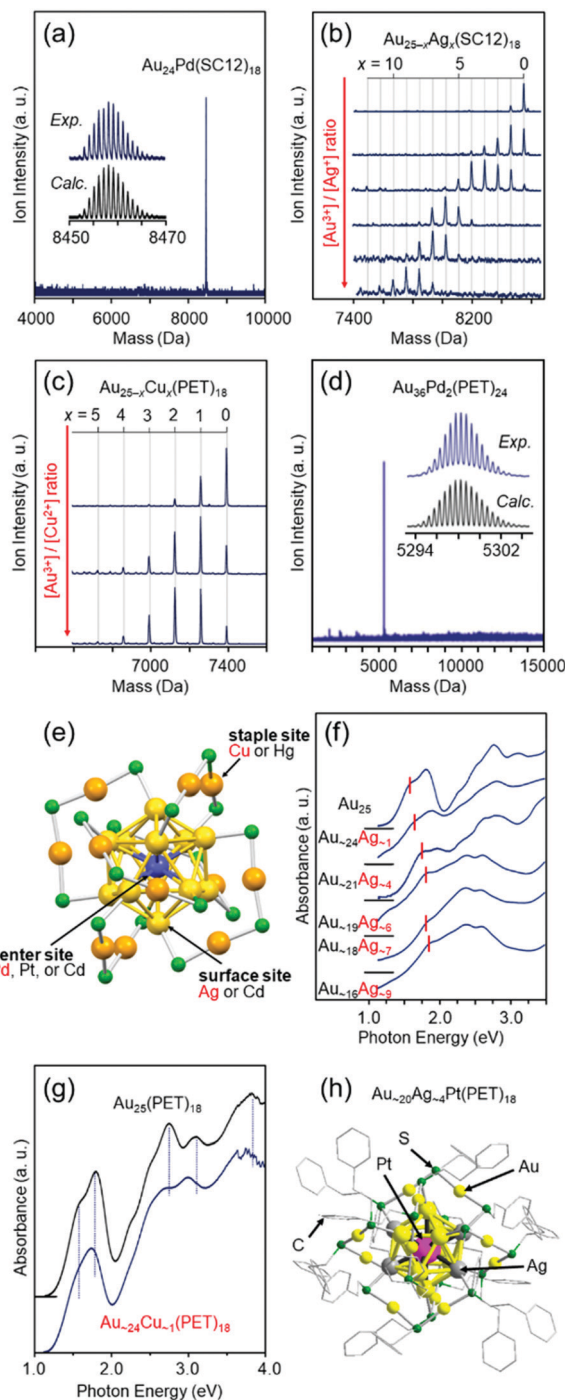 (a)
Au24Pd(SC12)18
Exp.
Calc.
8450 8470
Ion Intensity (a. u.)
4000 6000 8000 10000
Mass (Da)
(b)
Au25–xAgx(SC12)18
x = 10 5 0
Ion Intensity (a. u.)
[Au3+] / [Ag+] ratio
7400 8200
Mass (Da)
(c)
Au25–xCux(PET)18
x = 5 4 3 2 1 0
Ion Intensity (a. u.)
[Au3+] / [Cu2+] ratio
7000 7400
Mass (Da)
(d)
Au36Pd2(PET)24
Exp.
Calc.
5294 5302
Ion Intensity (a. u.)
5000 10000 15000
Mass (Da)
(e)
staple site
Cu or Hg
enter site
d, Pt, or Cd
surface site
Ag or Cd
(f)
Absorbance (a. u.)
Au25
Au~24Ag~1
Au~21Ag~4
Au~19Ag~6
Au~18Ag~7
Au~16Ag~9
1.0 2.0 3.0
Photon Energy (eV)
(g)
Au25(PET)18
Absorbance (a. u.)
Au~24Cu~1(PET)18
1.0 2.0 3.0 4.0
Photon Energy (eV)
(h)
Au~20Ag~4Pt(PET)18
S
Pt
Au
C
Ag